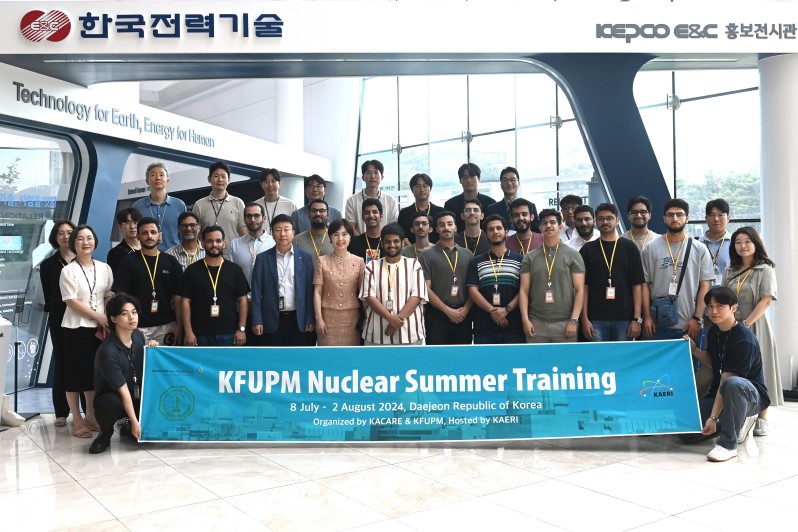 E&C 한국전력기술
KEPCO E&C 홍보전시관
Technology for Earth, Energy for Human
KFUPM Nuclear Summer Training
8 July - 2 August 2024, Daejeon Republic of Korea
Organized by KACARE & KFUPM, Hosted by KAERI
KAERI